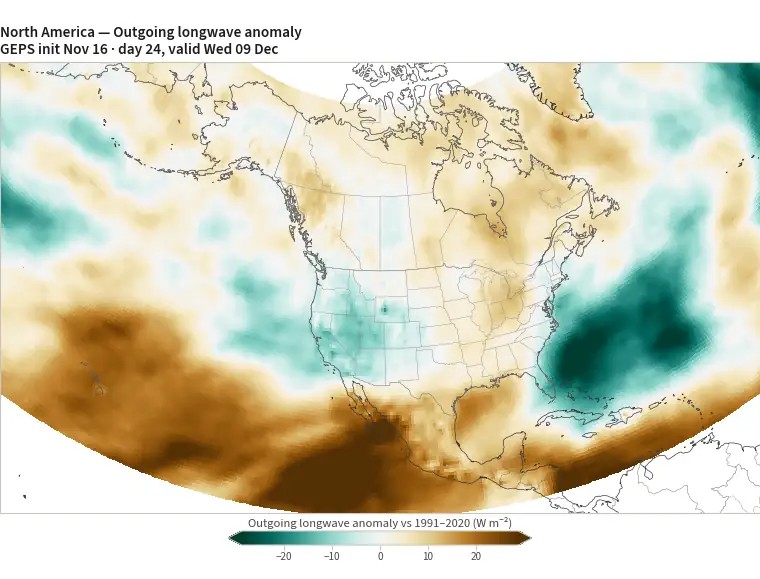 North America — Outgoing longwave anomaly
GEPS init Nov 16 · day 24, valid Wed 09 Dec
Outgoing longwave anomaly vs 1991–2020 (W m⁻²)
−20 −10 0 10 20